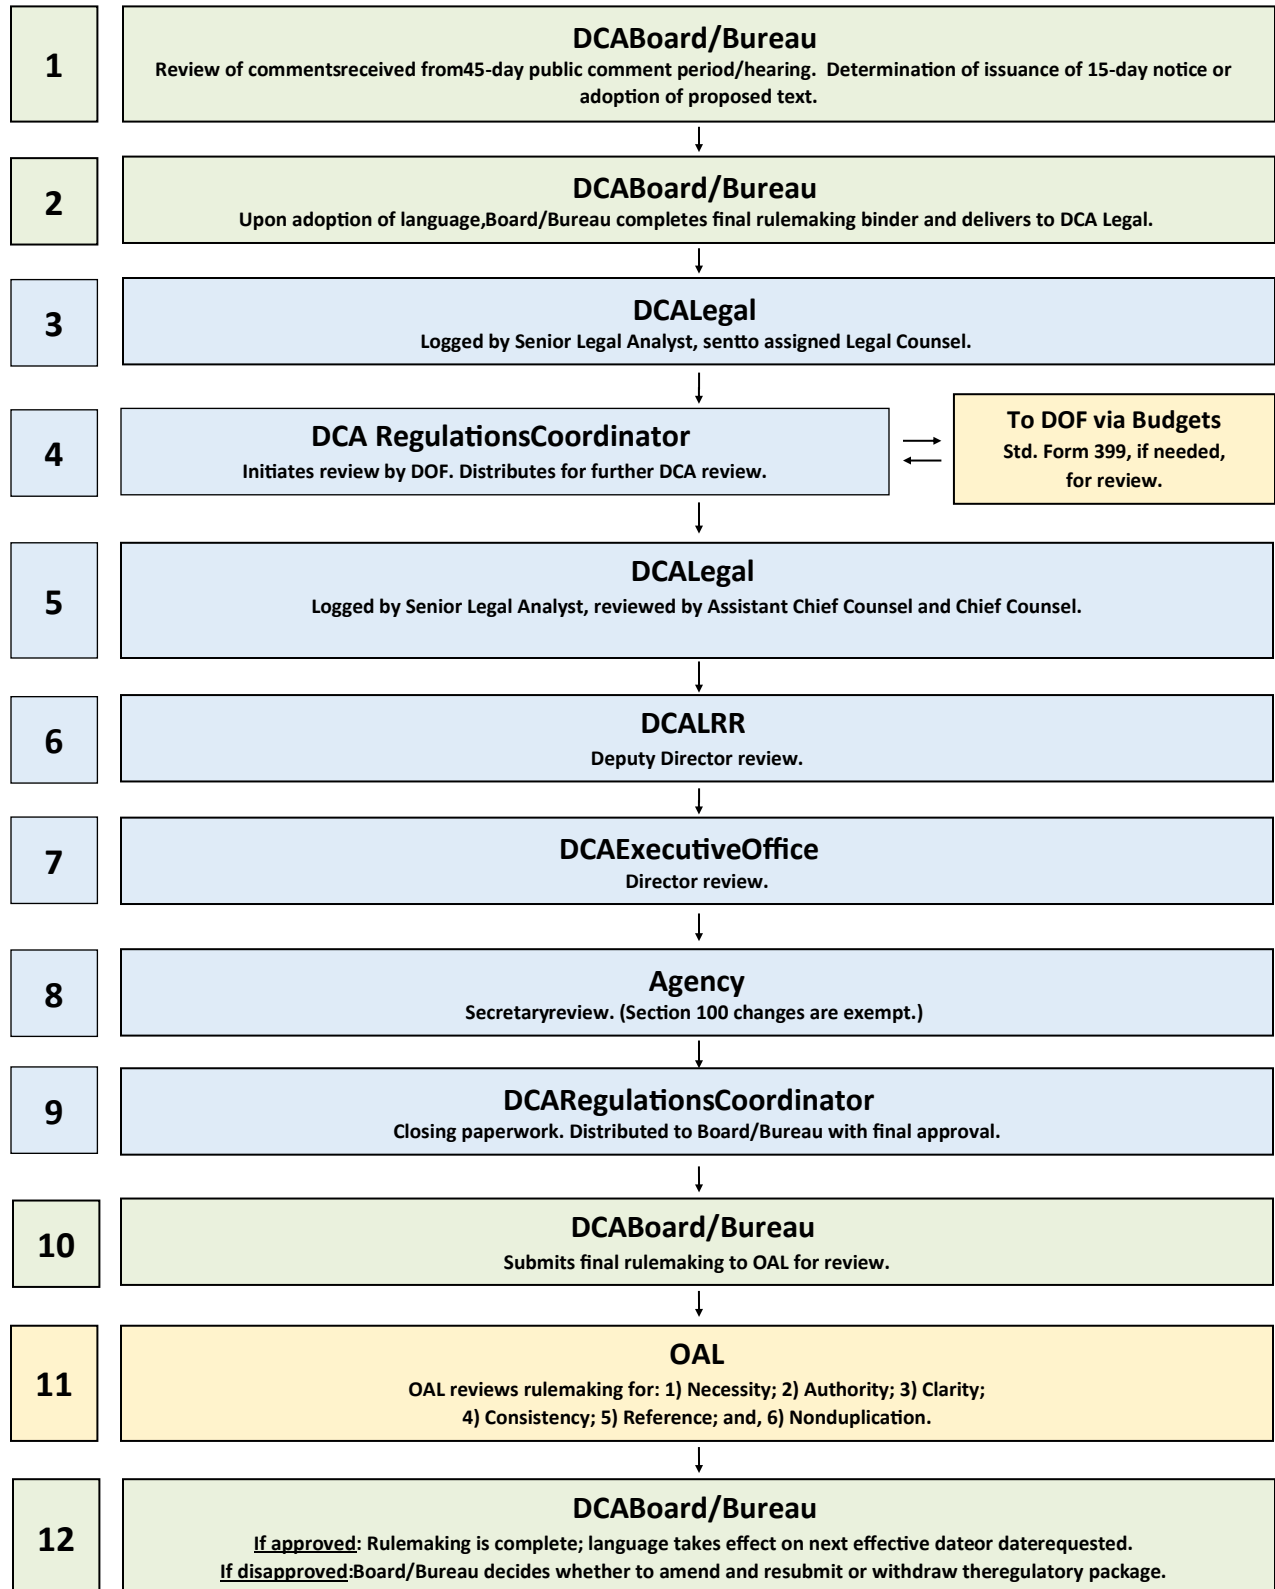 1
DCABoard/Bureau
Review of commentsreceived from45-day public comment period/hearing.  Determination of issuance of 15-day notice or
adoption of proposed text.
2
DCABoard/Bureau
Upon adoption of language,Board/Bureau completes final rulemaking binder and delivers to DCA Legal.
3
DCALegal
Logged by Senior Legal Analyst, sentto assigned Legal Counsel.
4
DCA RegulationsCoordinator
Initiates review by DOF. Distributes for further DCA review.
To DOF via Budgets
Std. Form 399, if needed,
for review.
5
DCALegal
Logged by Senior Legal Analyst, reviewed by Assistant Chief Counsel and Chief Counsel.
6
DCALRR
Deputy Director review.
7
DCAExecutiveOffice
Director review.
8
Agency
Secretaryreview. (Section 100 changes are exempt.)
9
DCARegulationsCoordinator
Closing paperwork. Distributed to Board/Bureau with final approval.
10
DCABoard/Bureau
Submits final rulemaking to OAL for review.
11
OAL
OAL reviews rulemaking for: 1) Necessity; 2) Authority; 3) Clarity;
4) Consistency; 5) Reference; and, 6) Nonduplication.
12
DCABoard/Bureau
If approved: Rulemaking is complete; language takes effect on next effective dateor daterequested.
If disapproved:Board/Bureau decides whether to amend and resubmit or withdraw theregulatory package.